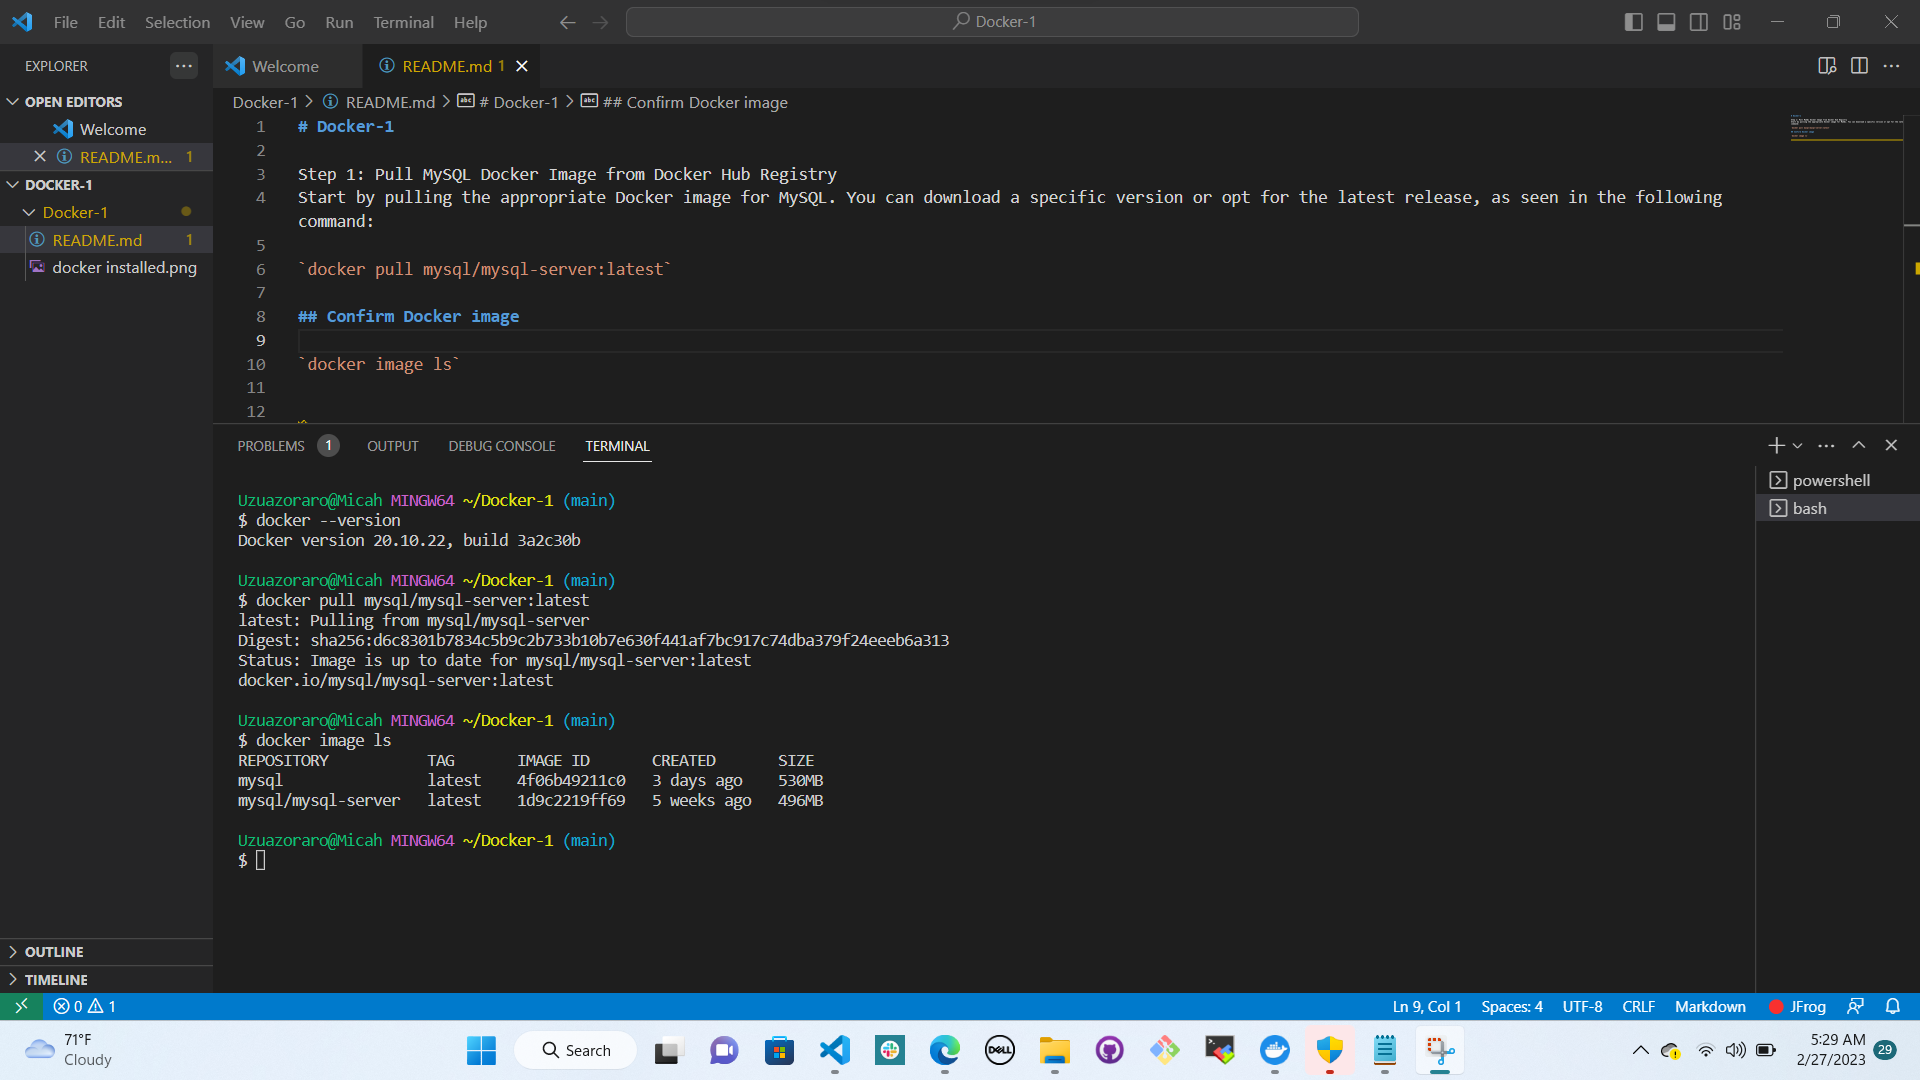 File Edit Selection View Go Run Terminal Help
Docker-1
EXPLORER
Welcome
README.md 1
OPEN EDITORS
Welcome
README.m... 1
DOCKER-1
Docker-1
README.md 1
docker installed.png
OUTLINE
TIMELINE
Docker-1 > README.md > # Docker-1 > ## Confirm Docker image
1 # Docker-1
2
3 Step 1: Pull MySQL Docker Image from Docker Hub Registry
4 Start by pulling the appropriate Docker image for MySQL. You can download a specific version or opt for the latest release, as seen in the following
command:
5
6 `docker pull mysql/mysql-server:latest`
7
8 ## Confirm Docker image
9
10 `docker image ls`
11
12
PROBLEMS 1 OUTPUT DEBUG CONSOLE TERMINAL
powershell
bash
Uzuazoraro@Micah MINGW64 ~/Docker-1 (main)
$ docker --version
Docker version 20.10.22, build 3a2c30b
Uzuazoraro@Micah MINGW64 ~/Docker-1 (main)
$ docker pull mysql/mysql-server:latest
latest: Pulling from mysql/mysql-server
Digest: sha256:d6c8301b7834c5b9c2b733b10b7e630f441af7bc917c74dba379f24eeeb6a313
Status: Image is up to date for mysql/mysql-server:latest
docker.io/mysql/mysql-server:latest
Uzuazoraro@Micah MINGW64 ~/Docker-1 (main)
$ docker image ls
REPOSITORY TAG IMAGE ID CREATED SIZE
mysql latest 4f06b49211c0 3 days ago 530MB
mysql/mysql-server latest 1d9c2219ff69 5 weeks ago 496MB
Uzuazoraro@Micah MINGW64 ~/Docker-1 (main)
$
0 1
Ln 9, Col 1 Spaces: 4 UTF-8 CRLF Markdown JFrog
71°F
Cloudy
Search
DELL
5:29 AM
2/27/2023
29